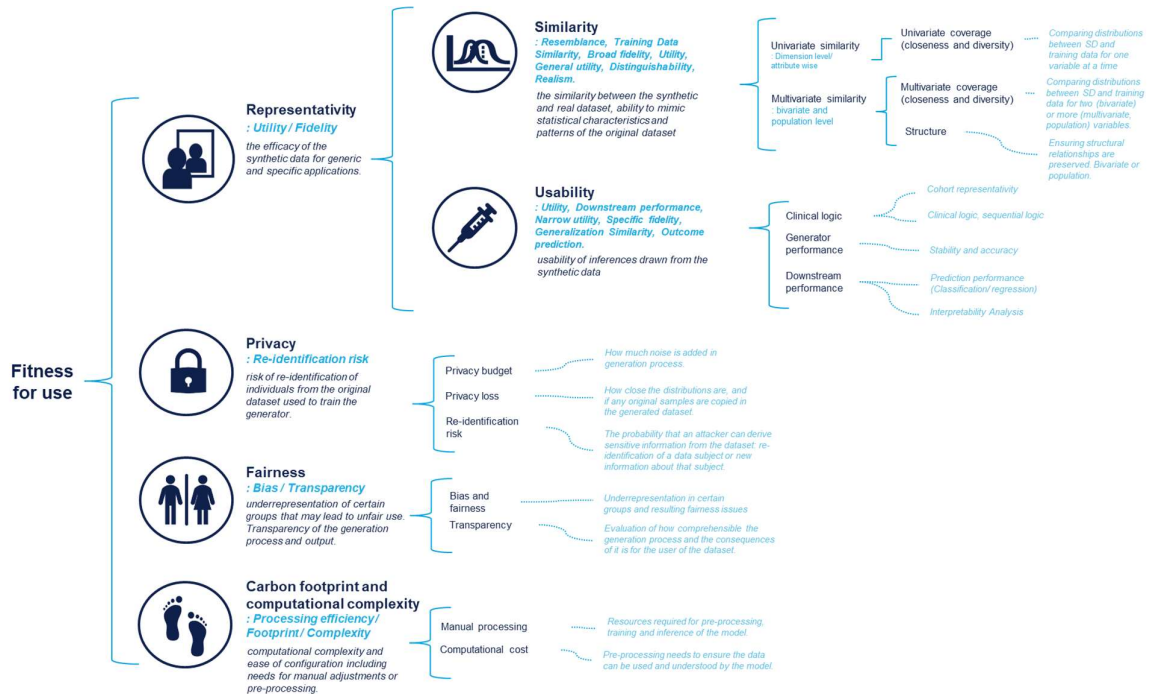 Fitness
for use
Representativity
: Utility / Fidelity
the efficacy of the
synthetic data for generic
and specific applications.
Similarity
: Resemblance, Training Data
Similarity, Broad fidelity, Utility,
General utility, Distinguishability,
Realism.
the similarity between the synthetic
and real dataset, ability to mimic
statistical characteristics and
patterns of the original dataset
Univariate similarity
: Dimension level/
attribute wise
Univariate coverage
(closeness and diversity)
Comparing distributions
between SD and
training data for one
variable at a time
Multivariate similarity
: bivariate and
population level
Multivariate coverage
(closeness and diversity)
Comparing distributions
between SD and training
data for two (bivariate)
or more (multivariate,
population) variables.
Structure
Ensuring structural
relationships are
preserved. Bivariate or
population.
Usability
: Utility, Downstream performance,
Narrow utility, Specific fidelity,
Generalization Similarity, Outcome
prediction.
usability of inferences drawn from the
synthetic data
Clinical logic
Cohort representativity
Clinical logic, sequential logic
Generator
performance
Stability and accuracy
Downstream
performance
Prediction performance
(Classification/ regression)
Interpretability Analysis
Privacy
: Re-identification risk
risk of re-identification of
individuals from the original
dataset used to train the
generator.
Privacy budget
How much noise is added in
generation process.
Privacy loss
How close the distributions are, and
if any original samples are copied in
the generated dataset.
Re-identification
risk
The probability that an attacker can derive
sensitive information from the dataset: re-
identification of a data subject or new
information about that subject.
Fairness
: Bias / Transparency
underrepresentation of certain
groups that may lead to unfair use.
Transparency of the generation
process and output.
Bias and
fairness
Underrepresentation in certain
groups and resulting fairness issues
Transparency
Evaluation of how comprehensible the
generation process and the consequences
of it is for the user of the dataset.
Carbon footprint and
computational complexity
: Processing efficiency /
Footprint / Complexity
computational complexity and
ease of configuration including
needs for manual adjustments or
pre-processing.
Manual processing
Resources required for pre-processing,
training and inference of the model.
Computational cost
Pre-processing needs to ensure the data
can be used and understood by the model.